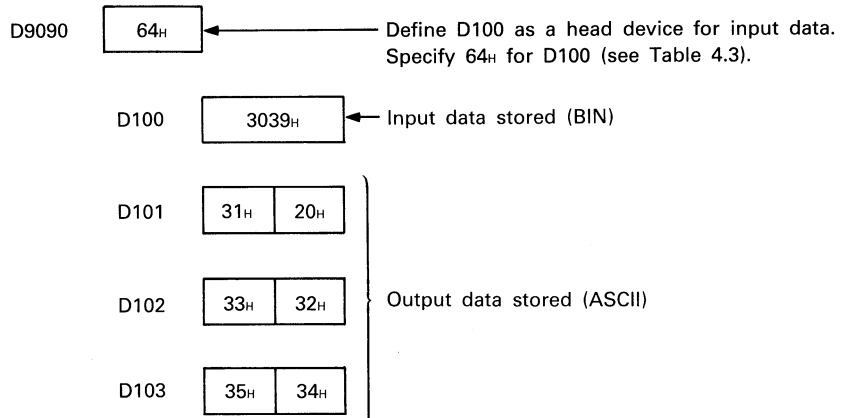 D9090 64H Define D100 as a head device for input data.
Specify 64H for D100 (see Table 4.3).
D100 3039H Input data stored (BIN)
D101 31H 20H
D102 33H 32H Output data stored (ASCII)
D103 35H 34H